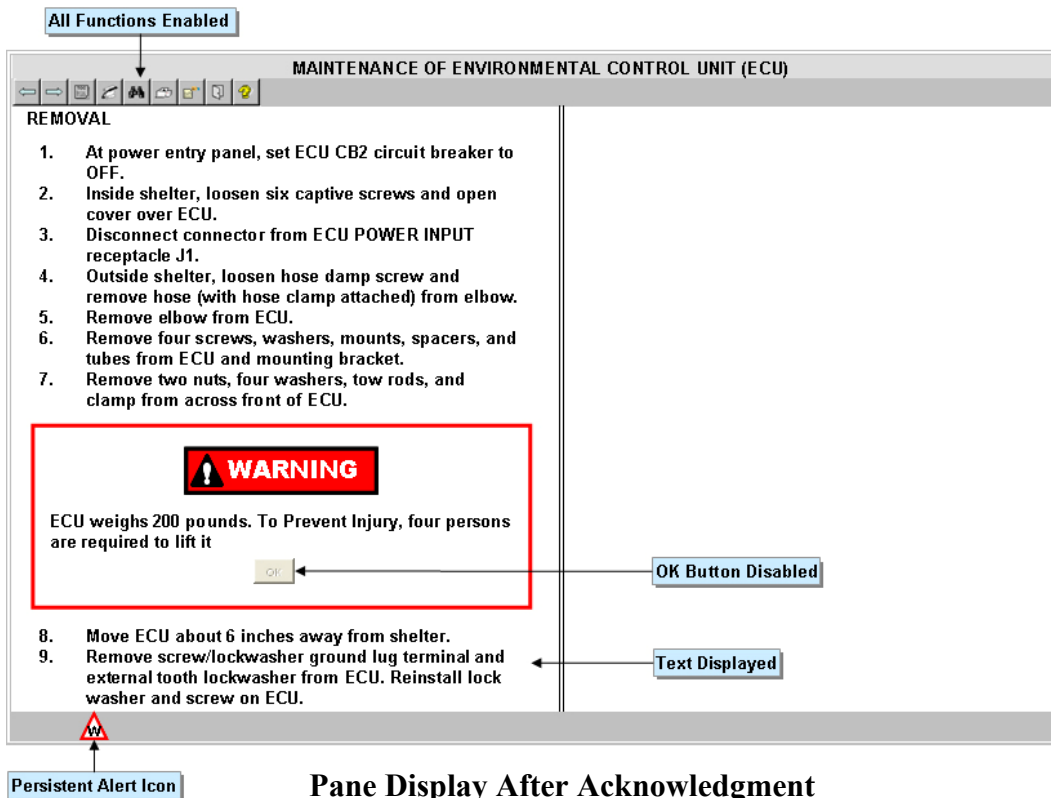 All Functions Enabled
MAINTENANCE OF ENVIRONMENTAL CONTROL UNIT (ECU)
REMOVAL
1. At power entry panel, set ECU CB2 circuit breaker to
OFF.
2. Inside shelter, loosen six captive screws and open
cover over ECU.
3. Disconnect connector from ECU POWER INPUT
receptacle J1.
4. Outside shelter, loosen hose damp screw and
remove hose (with hose clamp attached) from elbow.
5. Remove elbow from ECU.
6. Remove four screws, washers, mounts, spacers, and
tubes from ECU and mounting bracket.
7. Remove two nuts, four washers, tow rods, and
clamp from across front of ECU.
WARNING
ECU weighs 200 pounds. To Prevent Injury, four persons
are required to lift it
OK
OK Button Disabled
8. Move ECU about 6 inches away from shelter.
9. Remove screw/lockwasher ground lug terminal and
external tooth lockwasher from ECU. Reinstall lock
washer and screw on ECU.
Text Displayed
W
Persistent Alert Icon
Pane Display After Acknowledgment